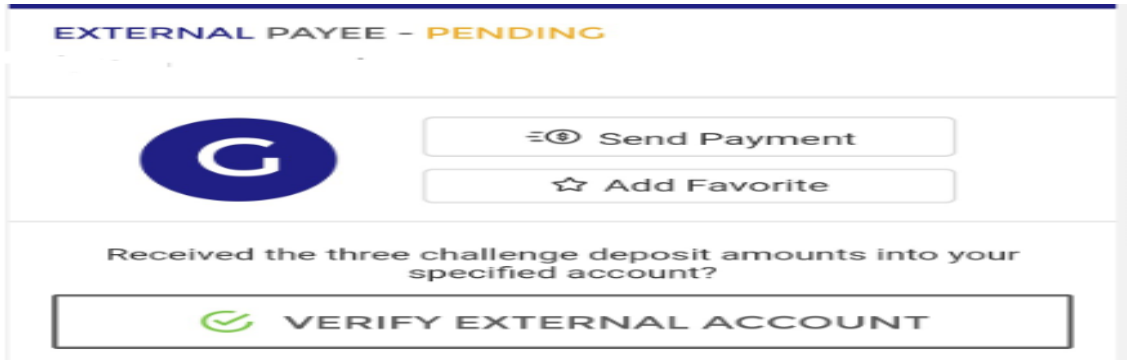 EXTERNAL PAYEE - PENDING
G
Send Payment
Add Favorite
Received the three challenge deposit amounts into your
specified account?
VERIFY EXTERNAL ACCOUNT